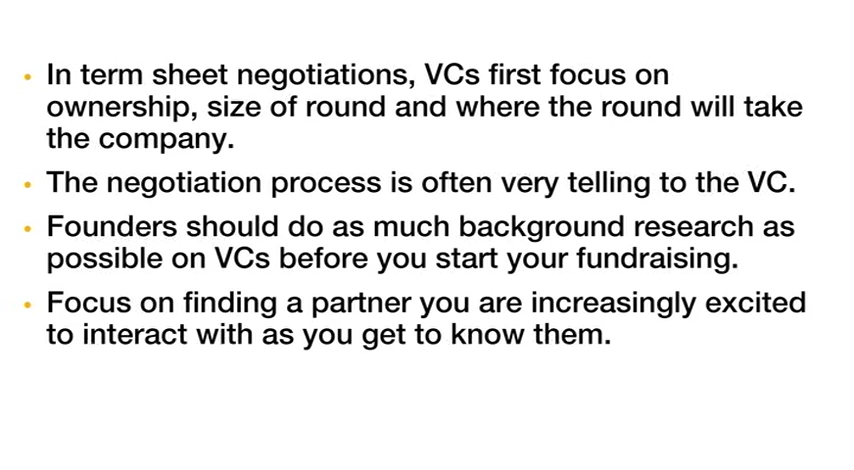 • In term sheet negotiations, VCs first focus on
ownership, size of round and where the round will take
the company.
• The negotiation process is often very telling to the VC.
• Founders should do as much background research as
possible on VCs before you start your fundraising.
• Focus on finding a partner you are increasingly excited
to interact with as you get to know them.